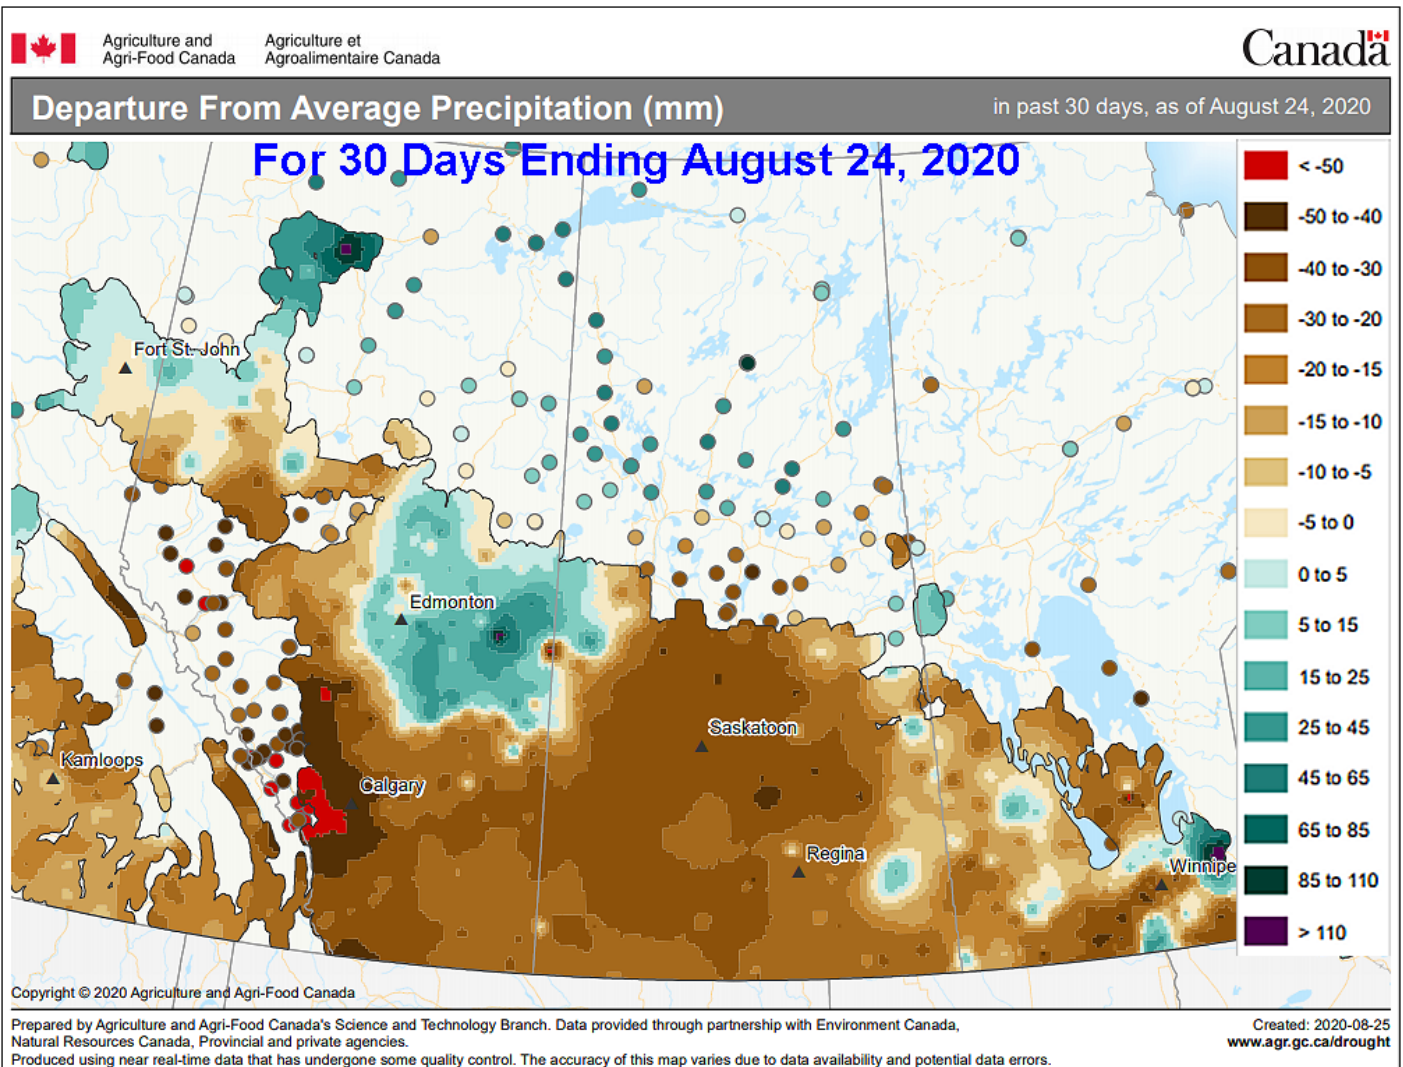 Agriculture and
Agri-Food Canada
Agriculture et
Agroalimentaire Canada
Canada
Departure From Average Precipitation (mm)
in past 30 days, as of August 24, 2020
For 30 Days Ending August 24, 2020
< -50
-50 to -40
-40 to -30
-30 to -20
-20 to -15
-15 to -10
-10 to -5
-5 to 0
0 to 5
5 to 15
15 to 25
25 to 45
45 to 65
65 to 85
85 to 110
> 110
Fort St. John
Edmonton
Saskatoon
Kamloops
Calgary
Regina
Winnipe
Copyright © 2020 Agriculture and Agri-Food Canada
Prepared by Agriculture and Agri-Food Canada's Science and Technology Branch. Data provided through partnership with Environment Canada,
Natural Resources Canada, Provincial and private agencies.
Produced using near real-time data that has undergone some quality control. The accuracy of this map varies due to data availability and potential data errors.
Created: 2020-08-25
www.agr.gc.ca/drought